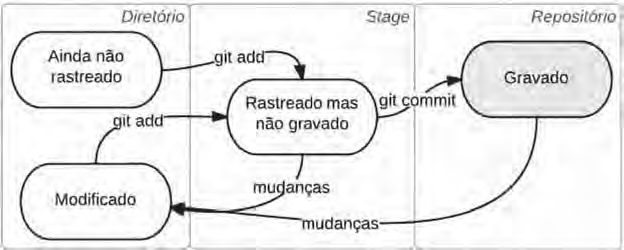 Diretório
Stage
Repositório
Ainda não
rastreado
git add
Rastreado mas
não gravado
git commit
Gravado
git add
Modificado
mudanças
mudanças